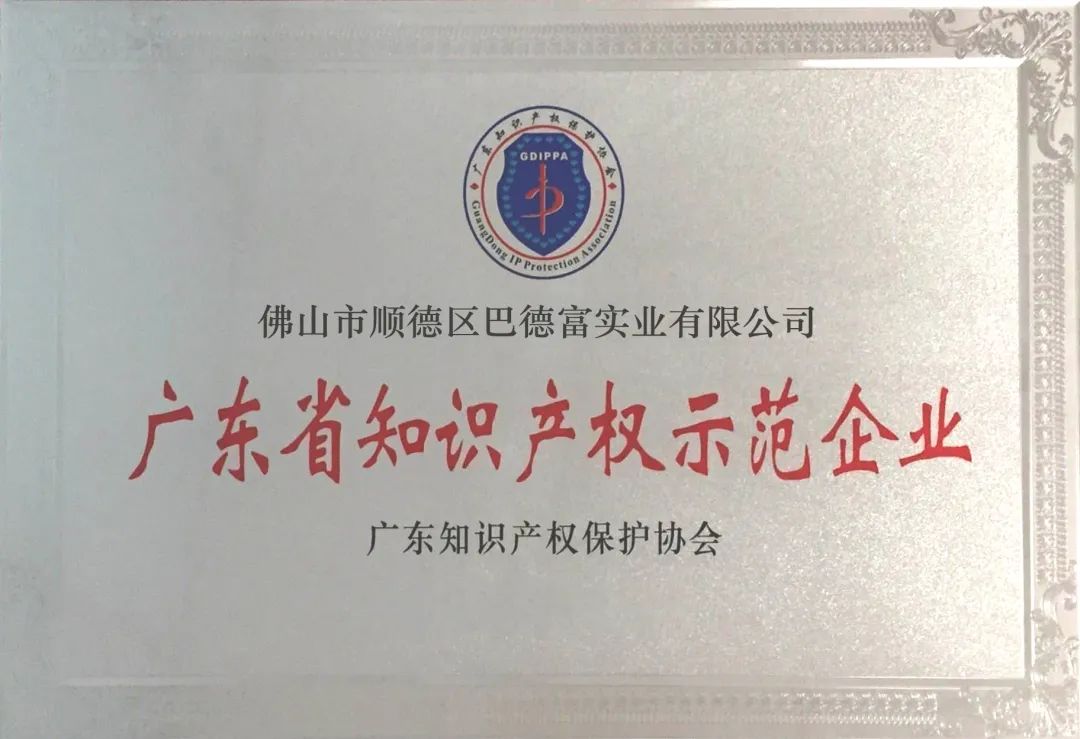 广东知识产权保护协会
GDIPPA
GuangDong IP Protection Association
佛山市顺德区巴德富实业有限公司
广东省知识产权示范企业
广东知识产权保护协会